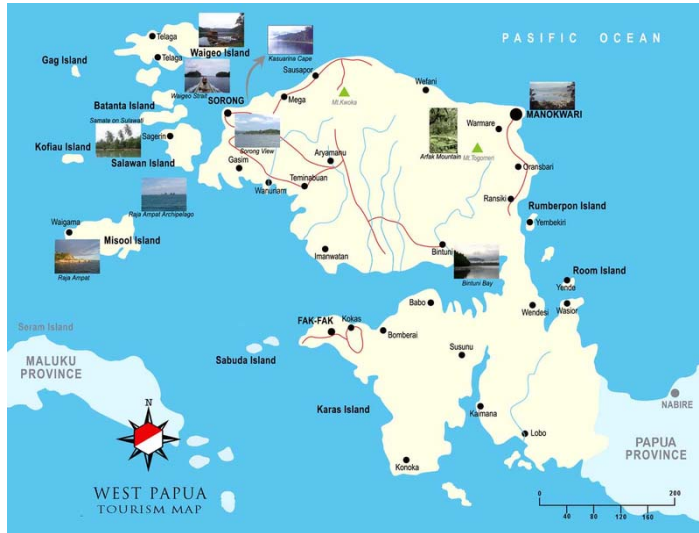 PASIFIC OCEAN
Telaga
Telaga
Waigeo Island
Waigeo Strait
Gag Island
Kasuarina Cape
Sausapor
Wefani
Mega
Mt.Kwoka
Batanta Island
SORONG
MANOKWARI
Samate on Sulawati
Sagerin
Warmare
Kofiau Island
Salawan Island
Sorong View
Arfak Mountain
Mt.Togomeri
Gasim
Aryamanu
Oransbari
Wanurian
Teminabuan
Ransiki
Raja Ampat Archipelago
Rumberpon Island
Waigama
Misool Island
Yembekiri
Raja Ampat
Imanwatan
Bintuni
Bintuni Bay
Room Island
Yende
Babo
Wendesi
Wasior
Seram Island
FAK-FAK
Kokas
Bomberai
MALUKU
PROVINCE
Sabuda Island
Susunu
NABIRE
N
Karas Island
Kaimana
Lobo
PAPUA
PROVINCE
Konoka
WEST PAPUA
TOURISM MAP
0 200
40 80 120 160